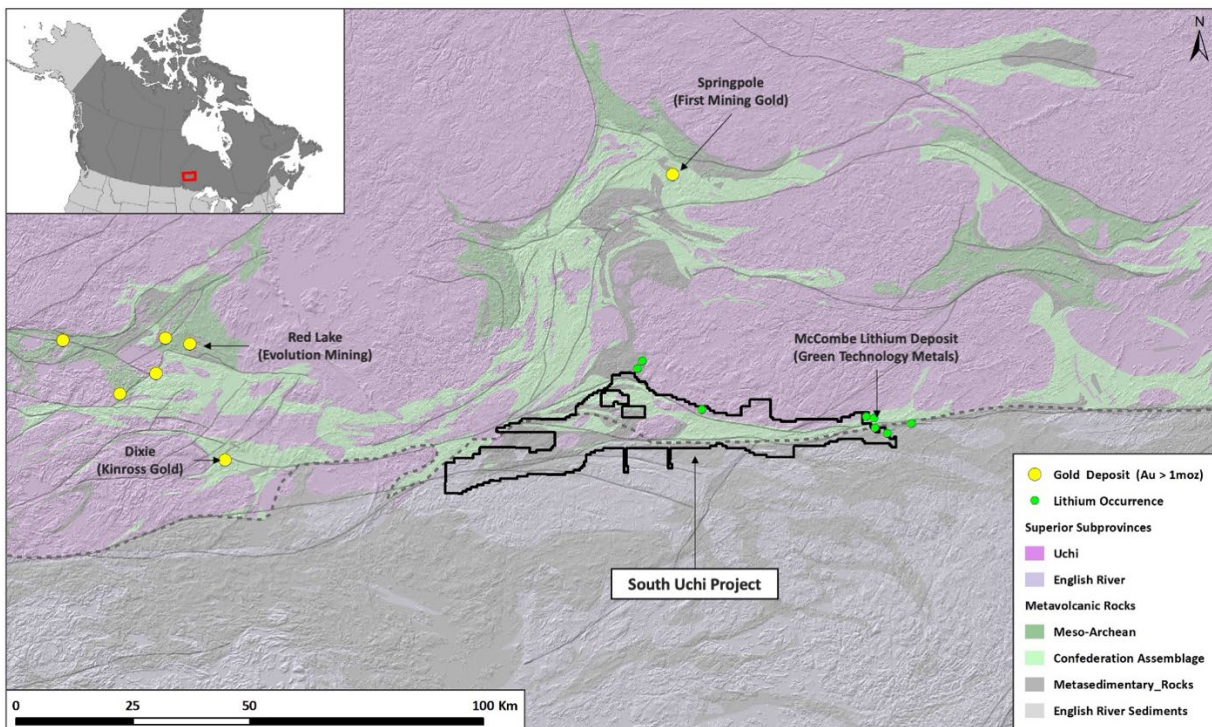 N
Springpole
(First Mining Gold)
Red Lake
(Evolution Mining)
McCombe Lithium Deposit
(Green Technology Metals)
Dixie
(Kinross Gold)
South Uchi Project
Gold  Deposit  (Au > 1moz)
Lithium Occurrence
Superior Subprovinces
Uchi
English River
Metavolcanic Rocks
Meso-Archean
Confederation Assemblage
Metasedimentary_Rocks
English River Sediments
0 25 50 100 Km